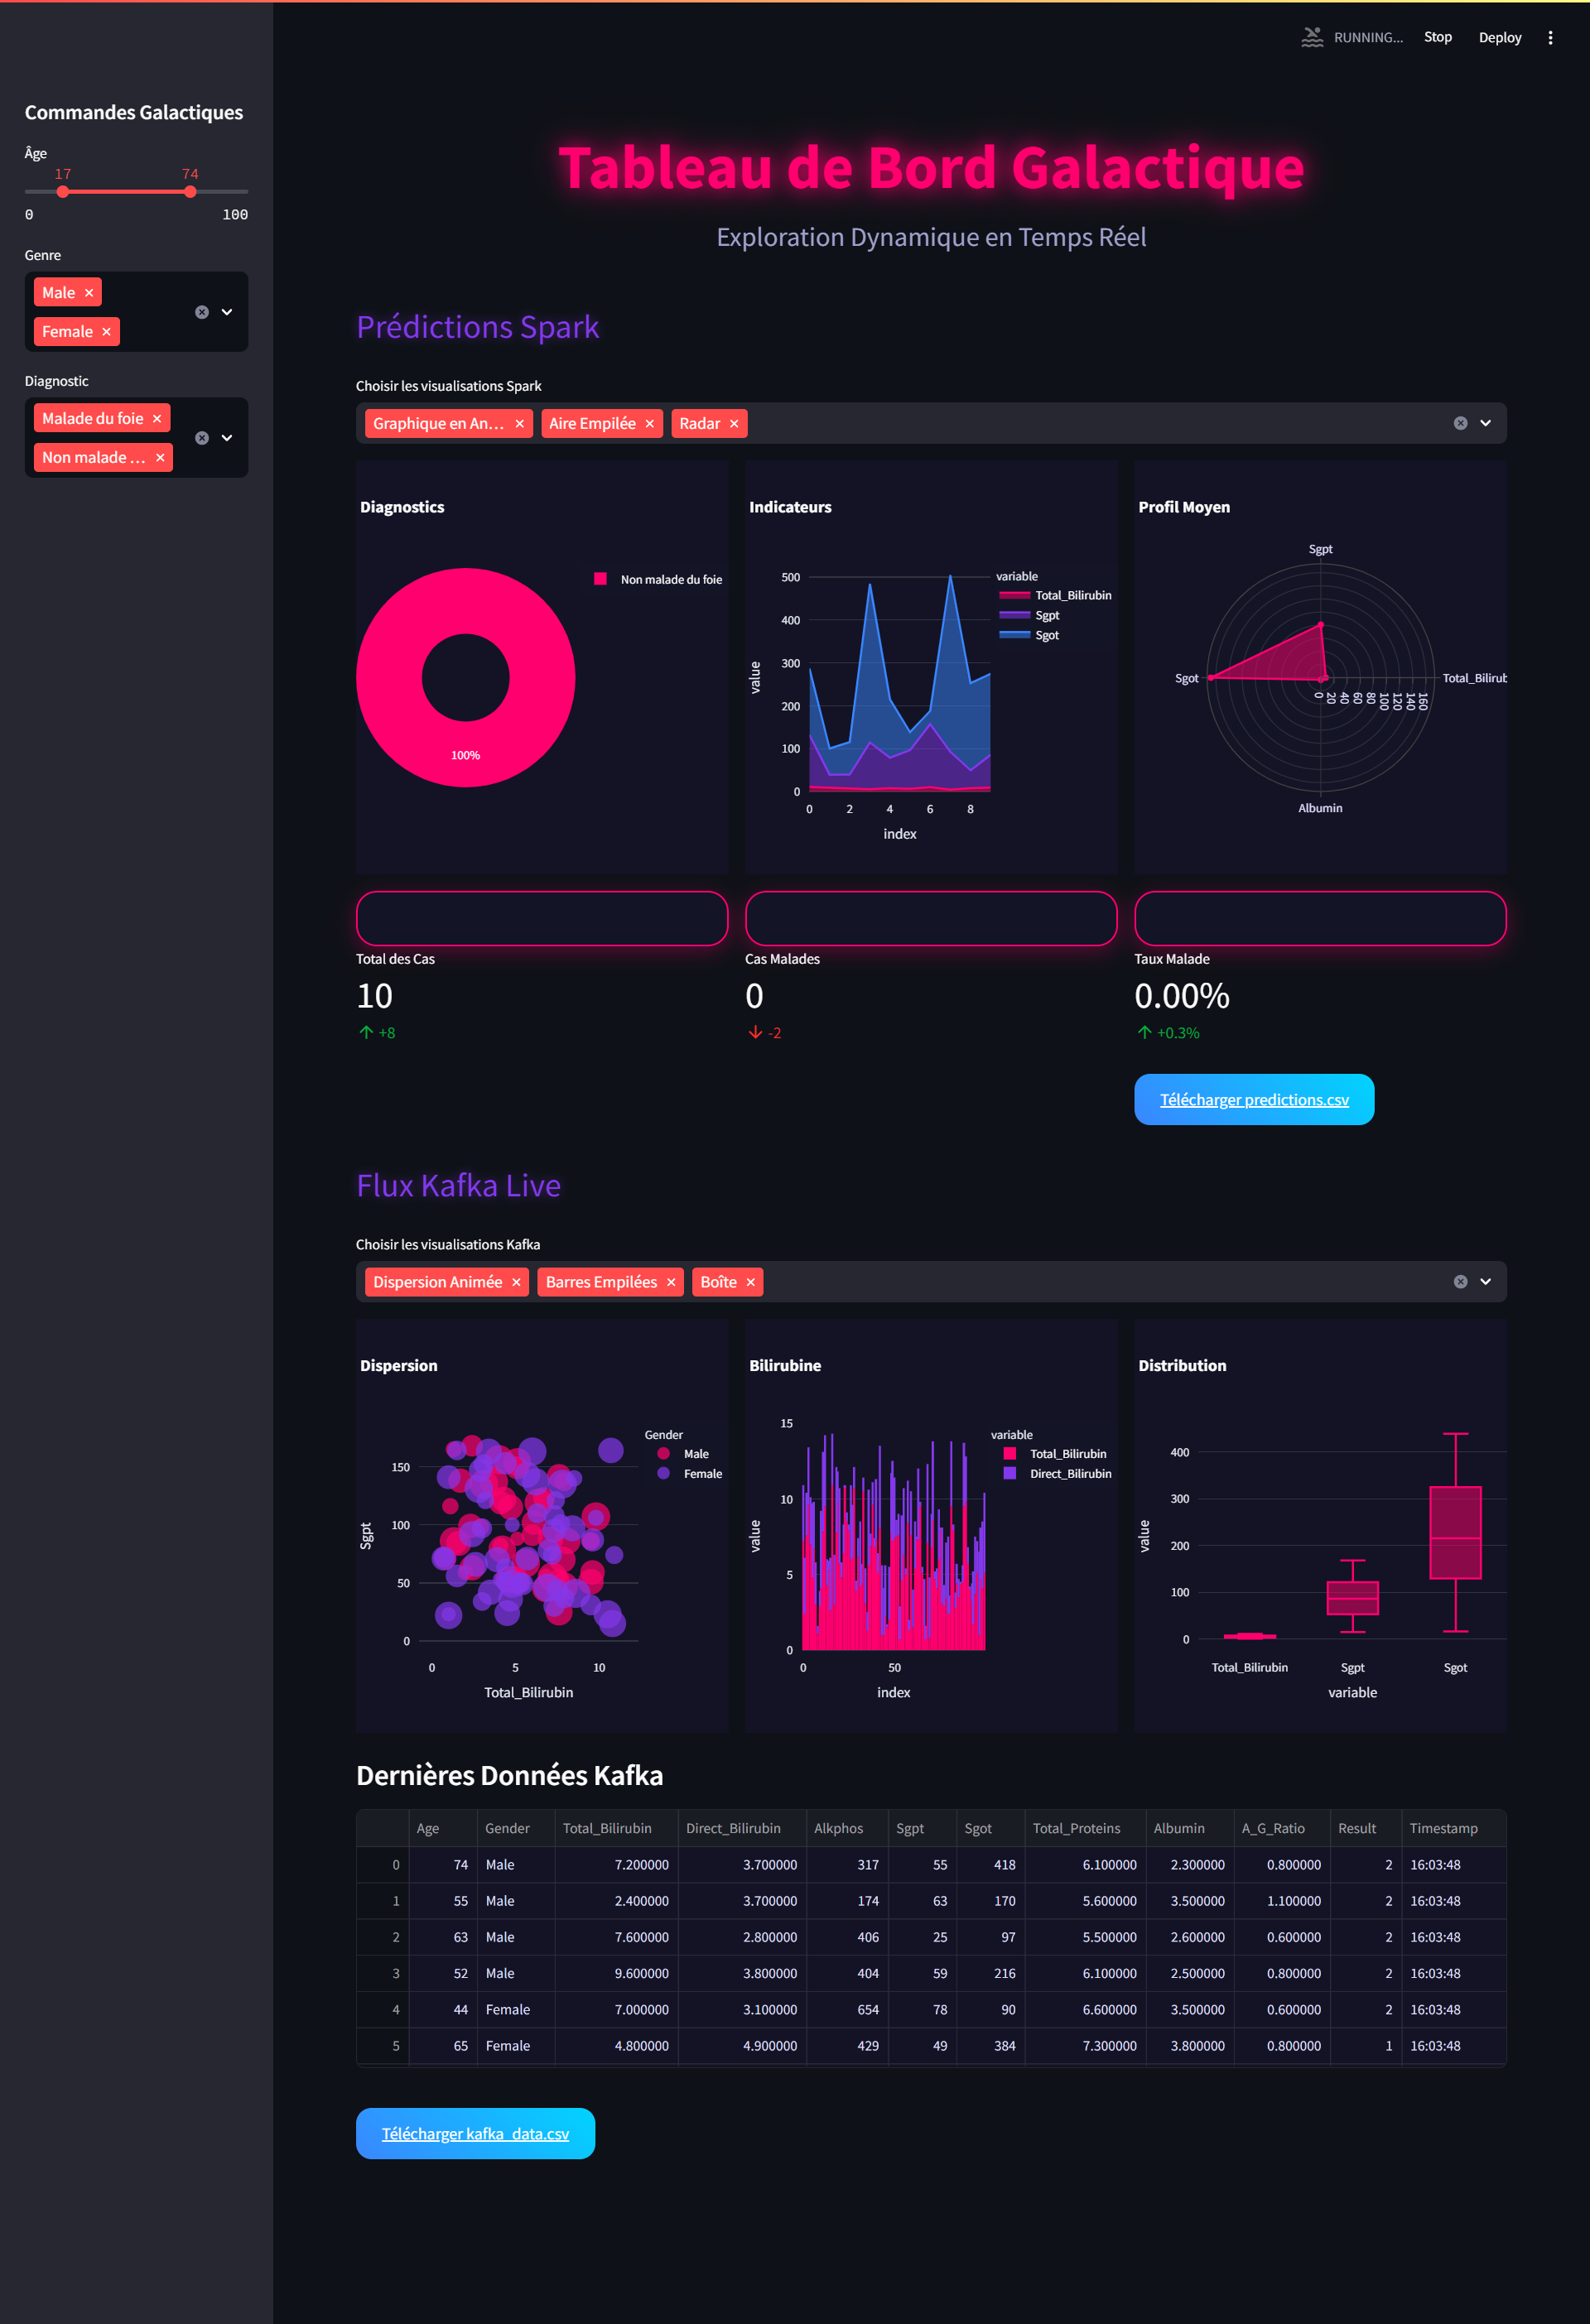 RUNNING... Stop Deploy
Commandes Galactiques
Âge
17 74
0 100
Genre
Male
Female
Diagnostic
Malade du foie
Non malade ...
Tableau de Bord Galactique
Exploration Dynamique en Temps Réel
Prédictions Spark
Choisir les visualisations Spark
Graphique en An... Aire Empilée Radar
Diagnostics
Non malade du foie
100%
Indicateurs
500
400
300
200
100
0
value
0 2 4 6 8
index
variable
Total_Bilirubin
Sgpt
Sgot
Profil Moyen
Sgpt
Sgot
Total_Bilirub
0 20 40 60 80 100 120 140 160
Albumin
Total des Cas
10
+8
Cas Malades
0
-2
Taux Malade
0.00%
+0.3%
Télécharger predictions.csv
Flux Kafka Live
Choisir les visualisations Kafka
Dispersion Animée Barres Empilées Boîte
Dispersion
150
100
50
0
Sgpt
0 5 10
Total_Bilirubin
Gender
Male
Female
Bilirubine
15
10
5
0
value
0 50
index
variable
Total_Bilirubin
Direct_Bilirubin
Distribution
400
300
200
100
0
value
Total_Bilirubin Sgpt Sgot
variable
Dernières Données Kafka
Age Gender Total_Bilirubin Direct_Bilirubin Alkphos Sgpt Sgot Total_Proteins Albumin A_G_Ratio Result Timestamp
0 74 Male 7.200000 3.700000 317 55 418 6.100000 2.300000 0.800000 2 16:03:48
1 55 Male 2.400000 3.700000 174 63 170 5.600000 3.500000 1.100000 2 16:03:48
2 63 Male 7.600000 2.800000 406 25 97 5.500000 2.600000 0.600000 2 16:03:48
3 52 Male 9.600000 3.800000 404 59 216 6.100000 2.500000 0.800000 2 16:03:48
4 44 Female 7.000000 3.100000 654 78 90 6.600000 3.500000 0.600000 2 16:03:48
5 65 Female 4.800000 4.900000 429 49 384 7.300000 3.800000 0.800000 1 16:03:48
Télécharger kafka_data.csv